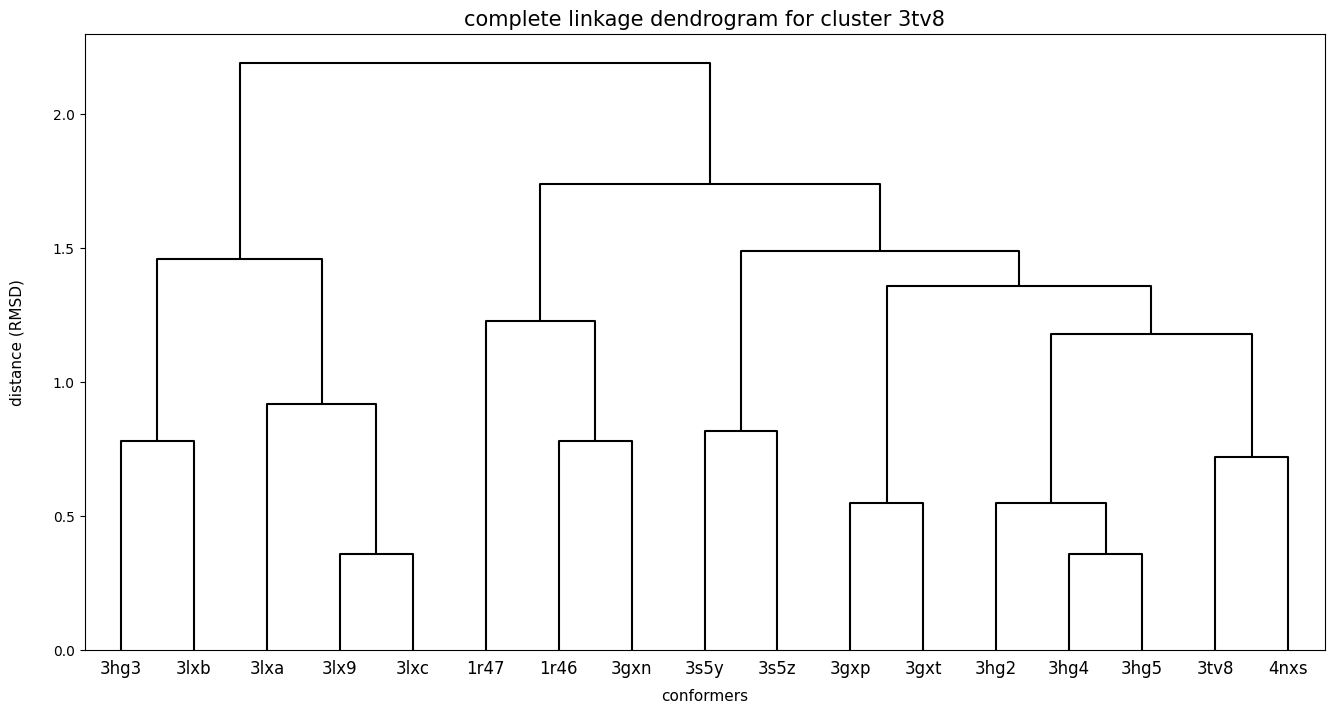 complete linkage dendrogram for cluster 3tv8
distance (RMSD)
2.0
1.5
1.0
0.5
0.0
3hg3 3lxb 3lxa 3lx9 3lxc 1r47 1r46 3gxn 3s5y 3s5z 3gxp 3gxt 3hg2 3hg4 3hg5 3tv8 4nxs
conformers